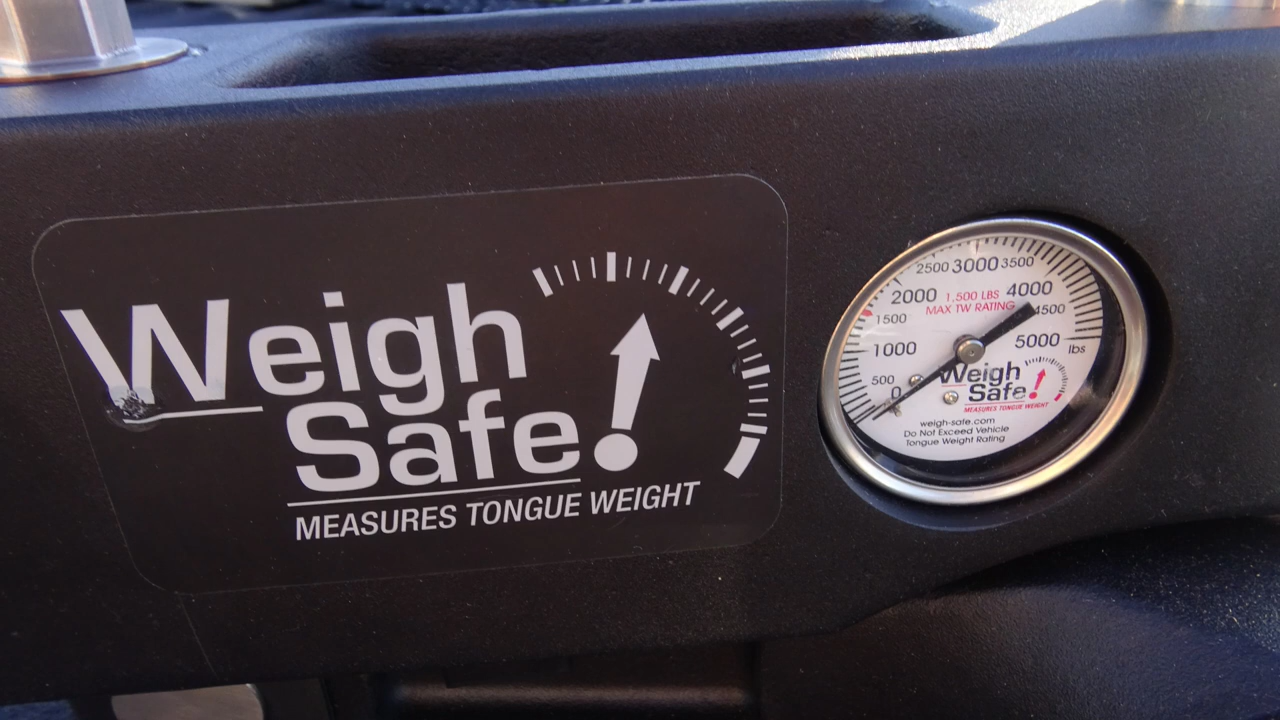 Weigh
Safe!
MEASURES TONGUE WEIGHT
2500 3000 3500
2000 1,500 LBS 4000
MAX TW RATING
1500 4500
1000 5000 lbs
500
0
Weigh
Safe!
MEASURES TONGUE WEIGHT
weigh-safe.com
Do Not Exceed Vehicle
Tongue Weight Rating